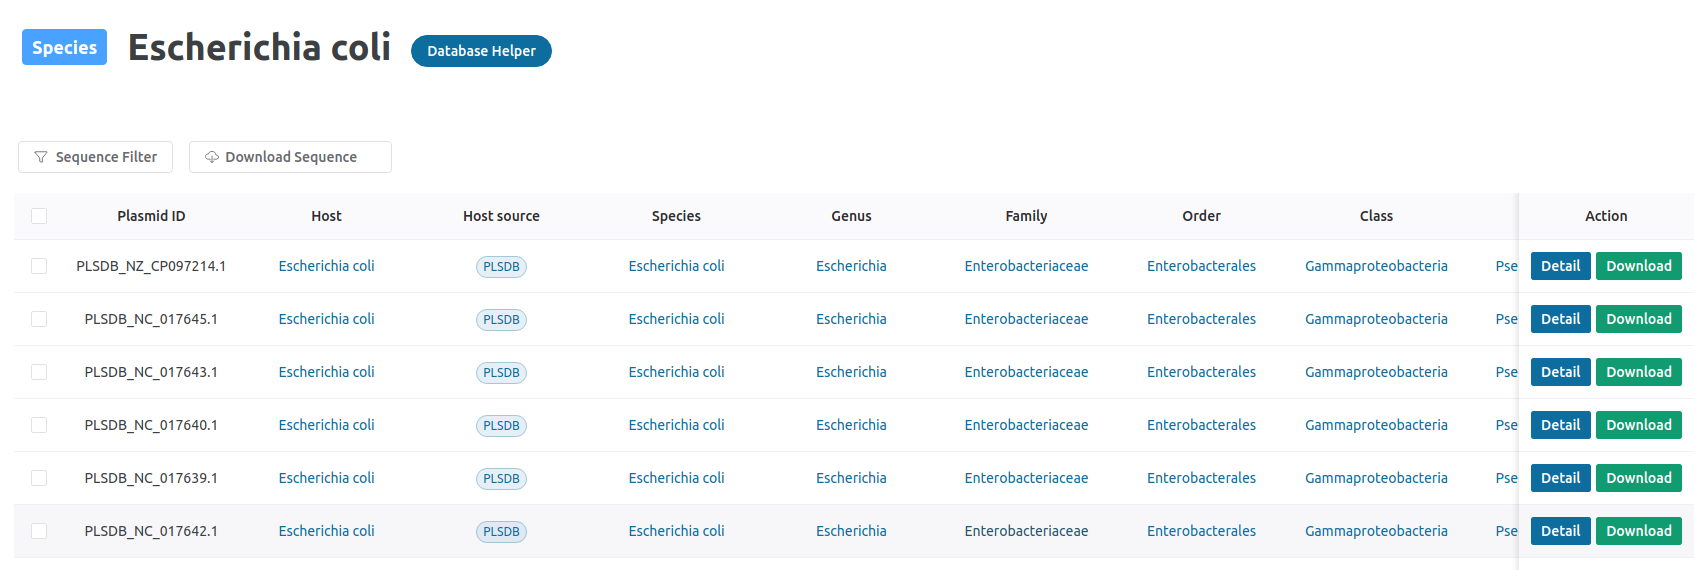 Species Escherichia coli Database Helper
Sequence Filter Download Sequence
Plasmid ID Host Host source Species Genus Family Order Class Action
PLSDB_NZ_CP097214.1 Escherichia coli PLSDB Escherichia coli Escherichia Enterobacteriaceae Enterobacterales Gammaproteobacteria Pse Detail Download
PLSDB_NC_017645.1 Escherichia coli PLSDB Escherichia coli Escherichia Enterobacteriaceae Enterobacterales Gammaproteobacteria Pse Detail Download
PLSDB_NC_017643.1 Escherichia coli PLSDB Escherichia coli Escherichia Enterobacteriaceae Enterobacterales Gammaproteobacteria Pse Detail Download
PLSDB_NC_017640.1 Escherichia coli PLSDB Escherichia coli Escherichia Enterobacteriaceae Enterobacterales Gammaproteobacteria Pse Detail Download
PLSDB_NC_017639.1 Escherichia coli PLSDB Escherichia coli Escherichia Enterobacteriaceae Enterobacterales Gammaproteobacteria Pse Detail Download
PLSDB_NC_017642.1 Escherichia coli PLSDB Escherichia coli Escherichia Enterobacteriaceae Enterobacterales Gammaproteobacteria Pse Detail Download